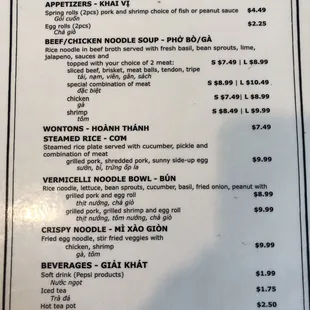 APPETIZERS - KHAI VỊ
Spring rolls (2pcs) pork and shrimp choice of fish or peanut sauce $4.49
Gỏi cuốn
Egg rolls (2pcs) $2.25
Chả giò
BEEF/CHICKEN NOODLE SOUP - PHỞ BÒ/GÀ
Rice noodle in beef broth served with fresh basil, bean sprouts, lime,
jalapeno, sauces and
topped with your choice of 2 meat: S $7.49 | L $8.99
sliced beef, brisket, meat balls, tendon, tripe
tái, nạm, viên, gân, sách
special combination of meat $8.99 | L $10.49
đặc biệt
chicken S $7.49 | L $8.99
gà
shrimp S $8.49 | L $9.99
tôm
WONTONS - HOÀNH THÁNH $7.49
STEAMED RICE - CƠM
Steamed rice plate served with cucumber, pickle and
combination of meat
grilled pork, shredded pork, sunny side-up egg $9.99
sườn, bì, trứng ốp la
VERMICELLI NOODLE BOWL - BÚN
Rice noodle, lettuce, bean sprouts, cucumber, basil, fried onion, peanut with
grilled pork and egg roll $8.99
thịt nướng, chả giò
grilled pork, grilled shrimp and egg roll $9.99
thịt nướng, tôm nướng, chả giò
CRISPY NOODLE - MÌ XÀO GIÒN
Fried egg noodle, stir fried veggies with
chicken, shrimp $9.99
gà, tôm
BEVERAGES - GIẢI KHÁT
Soft drink (Pepsi products) $1.99
Nước ngọt
Iced tea $1.75
Trà đá
Hot tea pot $2.50